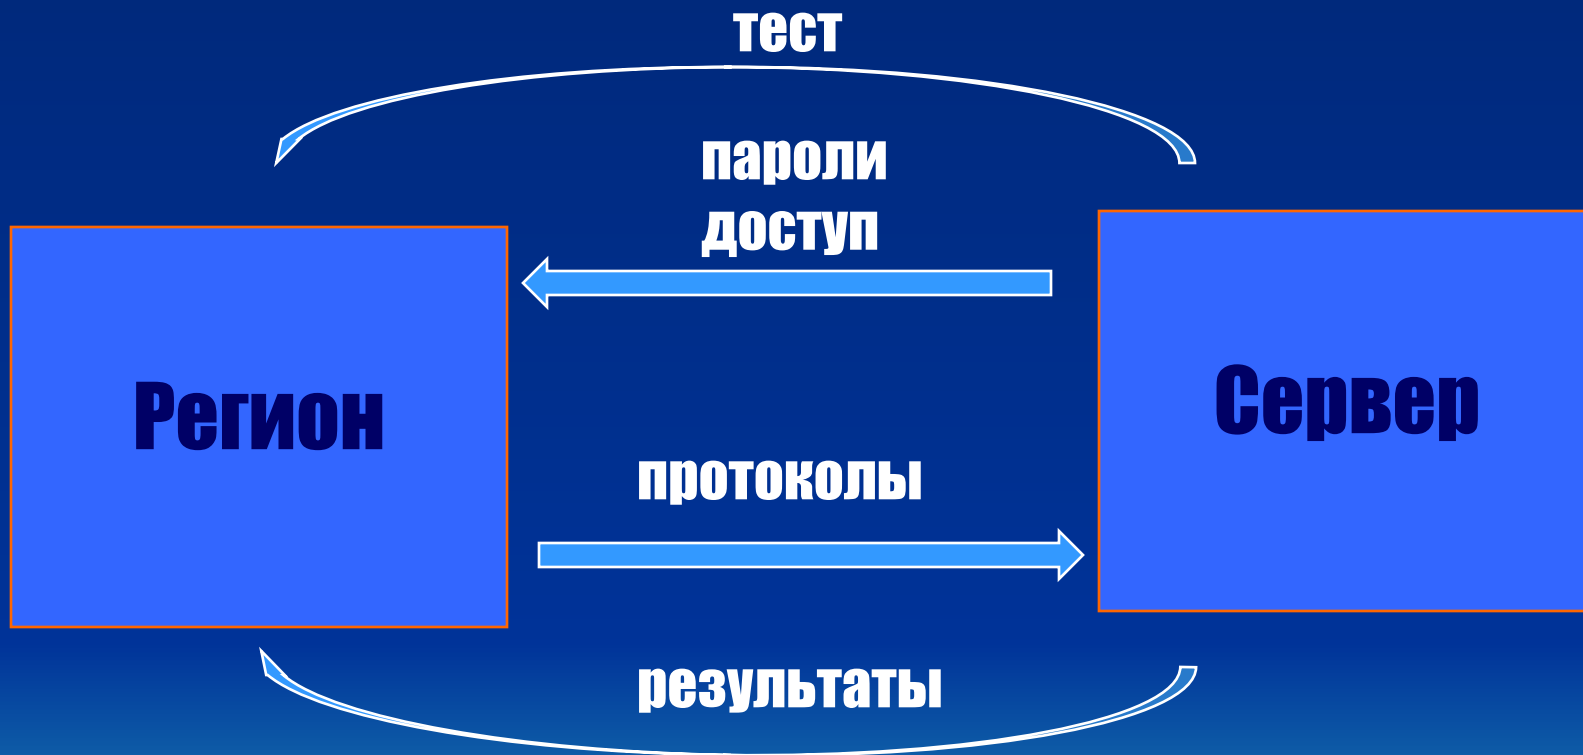 тест
пароли
доступ
Регион
Сервер
протоколы
результаты